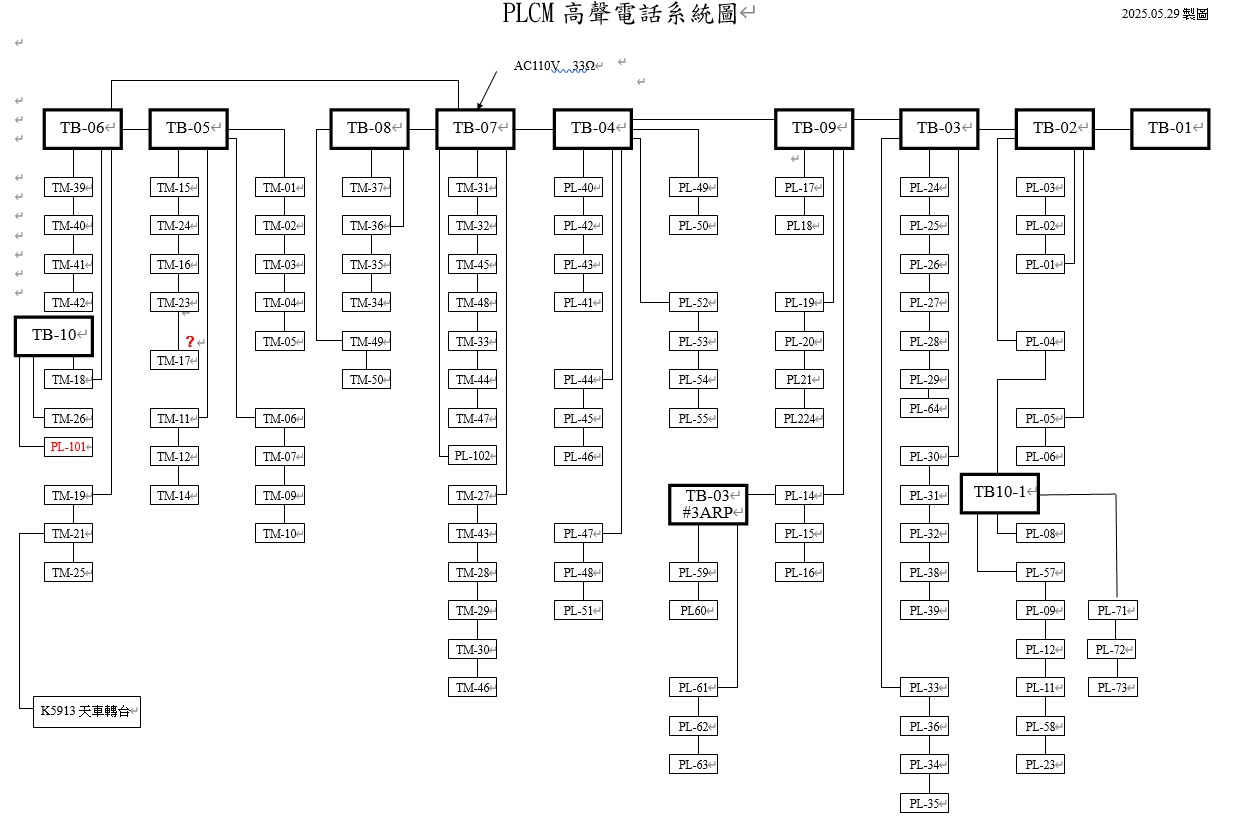 PLCM 高聲電話系統圖
2025.05.29 製圖
AC110V 33Ω
TB-06
TB-05
TB-08
TB-07
TB-04
TB-09
TB-03
TB-02
TB-01
TM-39
TM-15
TM-01
TM-37
TM-31
PL-40
PL-49
PL-17
PL-24
PL-03
TM-40
TM-24
TM-02
TM-36
TM-32
PL-42
PL-50
PL18
PL-25
PL-02
TM-41
TM-16
TM-03
TM-35
TM-45
PL-43
PL-26
PL-01
TM-42
TM-23
TM-04
TM-34
TM-48
PL-41
PL-52
PL-19
PL-27
TB-10
?
TM-05
TM-49
TM-33
PL-53
PL-20
PL-28
PL-04
TM-17
TM-18
TM-50
TM-44
PL-44
PL-54
PL21
PL-29
PL-64
TM-26
TM-11
TM-06
TM-47
PL-45
PL-55
PL224
PL-05
PL-101
TM-12
TM-07
PL-102
PL-46
PL-30
PL-06
TM-19
TM-14
TM-09
TM-27
TB-03
#3ARP
PL-14
PL-31
TB10-1
TM-21
TM-10
TM-43
PL-47
PL-15
PL-32
PL-08
TM-25
TM-28
PL-48
PL-59
PL-16
PL-38
PL-57
TM-29
PL-51
PL60
PL-39
PL-09
PL-71
TM-30
PL-12
PL-72
TM-46
PL-61
PL-33
PL-11
PL-73
K5913 天車轉台
PL-62
PL-36
PL-58
PL-63
PL-34
PL-23
PL-35